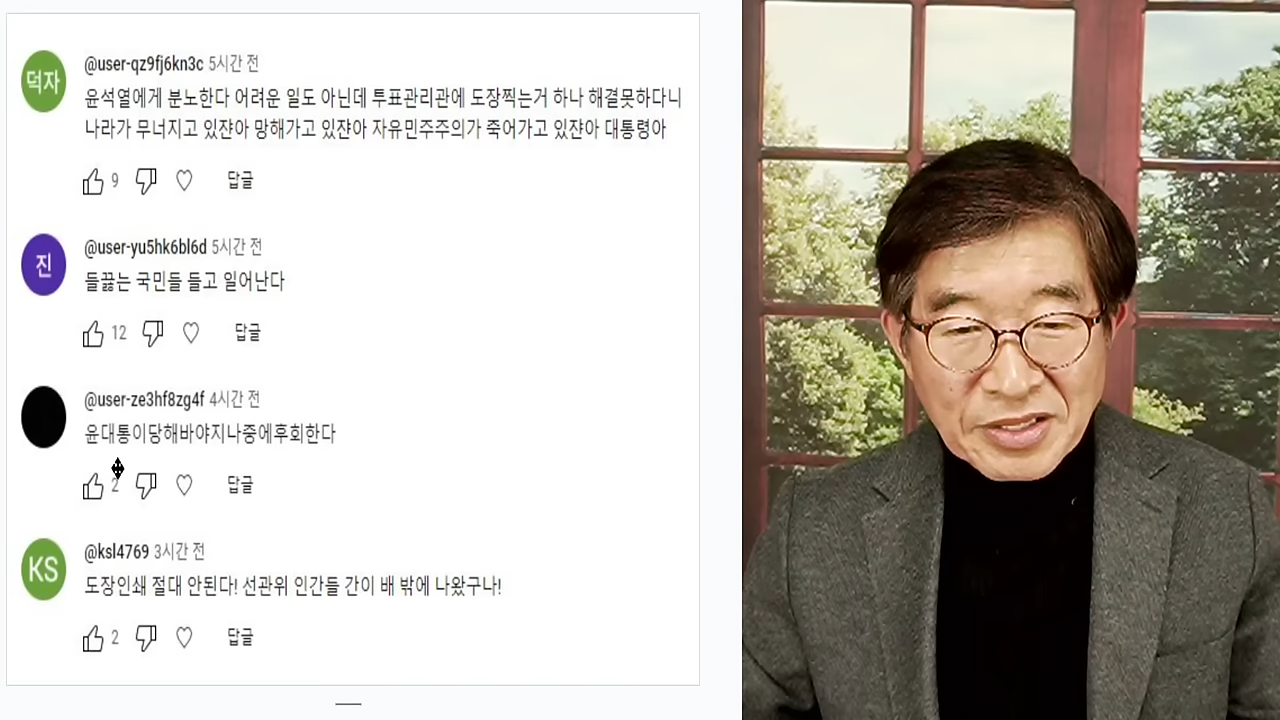 덕자
@user-qz9fj6kn3c 5시간 전
윤석열에게 분노한다 어려운 일도 아닌데 투표관리관에 도장찍는거 하나 해결못하다니
나라가 무너지고 있쟎아 망해가고 있쟎아 자유민주주의가 죽어가고 있쟎아 대통령아
9 답글
진
@user-yu5hk6bl6d 5시간 전
들끓는 국민들 들고 일어난다
12 답글
@user-ze3hf8zg4f 4시간 전
윤대통이당해바야지나중에후회한다
2 답글
KS
@ksl4769 3시간 전
도장인쇄 절대 안된다! 선관위 인간들 간이 배 밖에 나왔구나!
2 답글